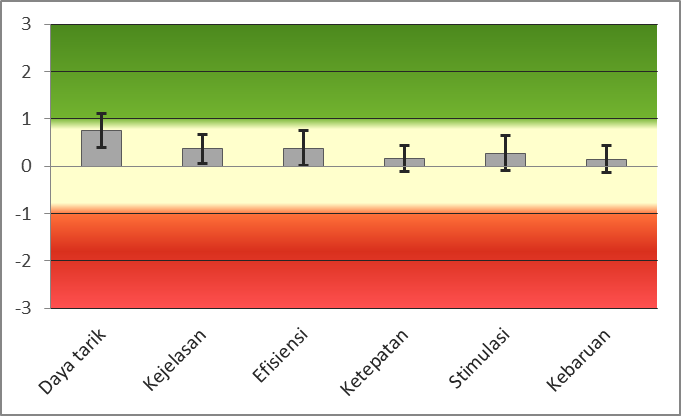 3
2
1
0
-1
-2
-3
Daya tarik
Kejelasan
Efisiensi
Ketepatan
Stimulasi
Kebaruan